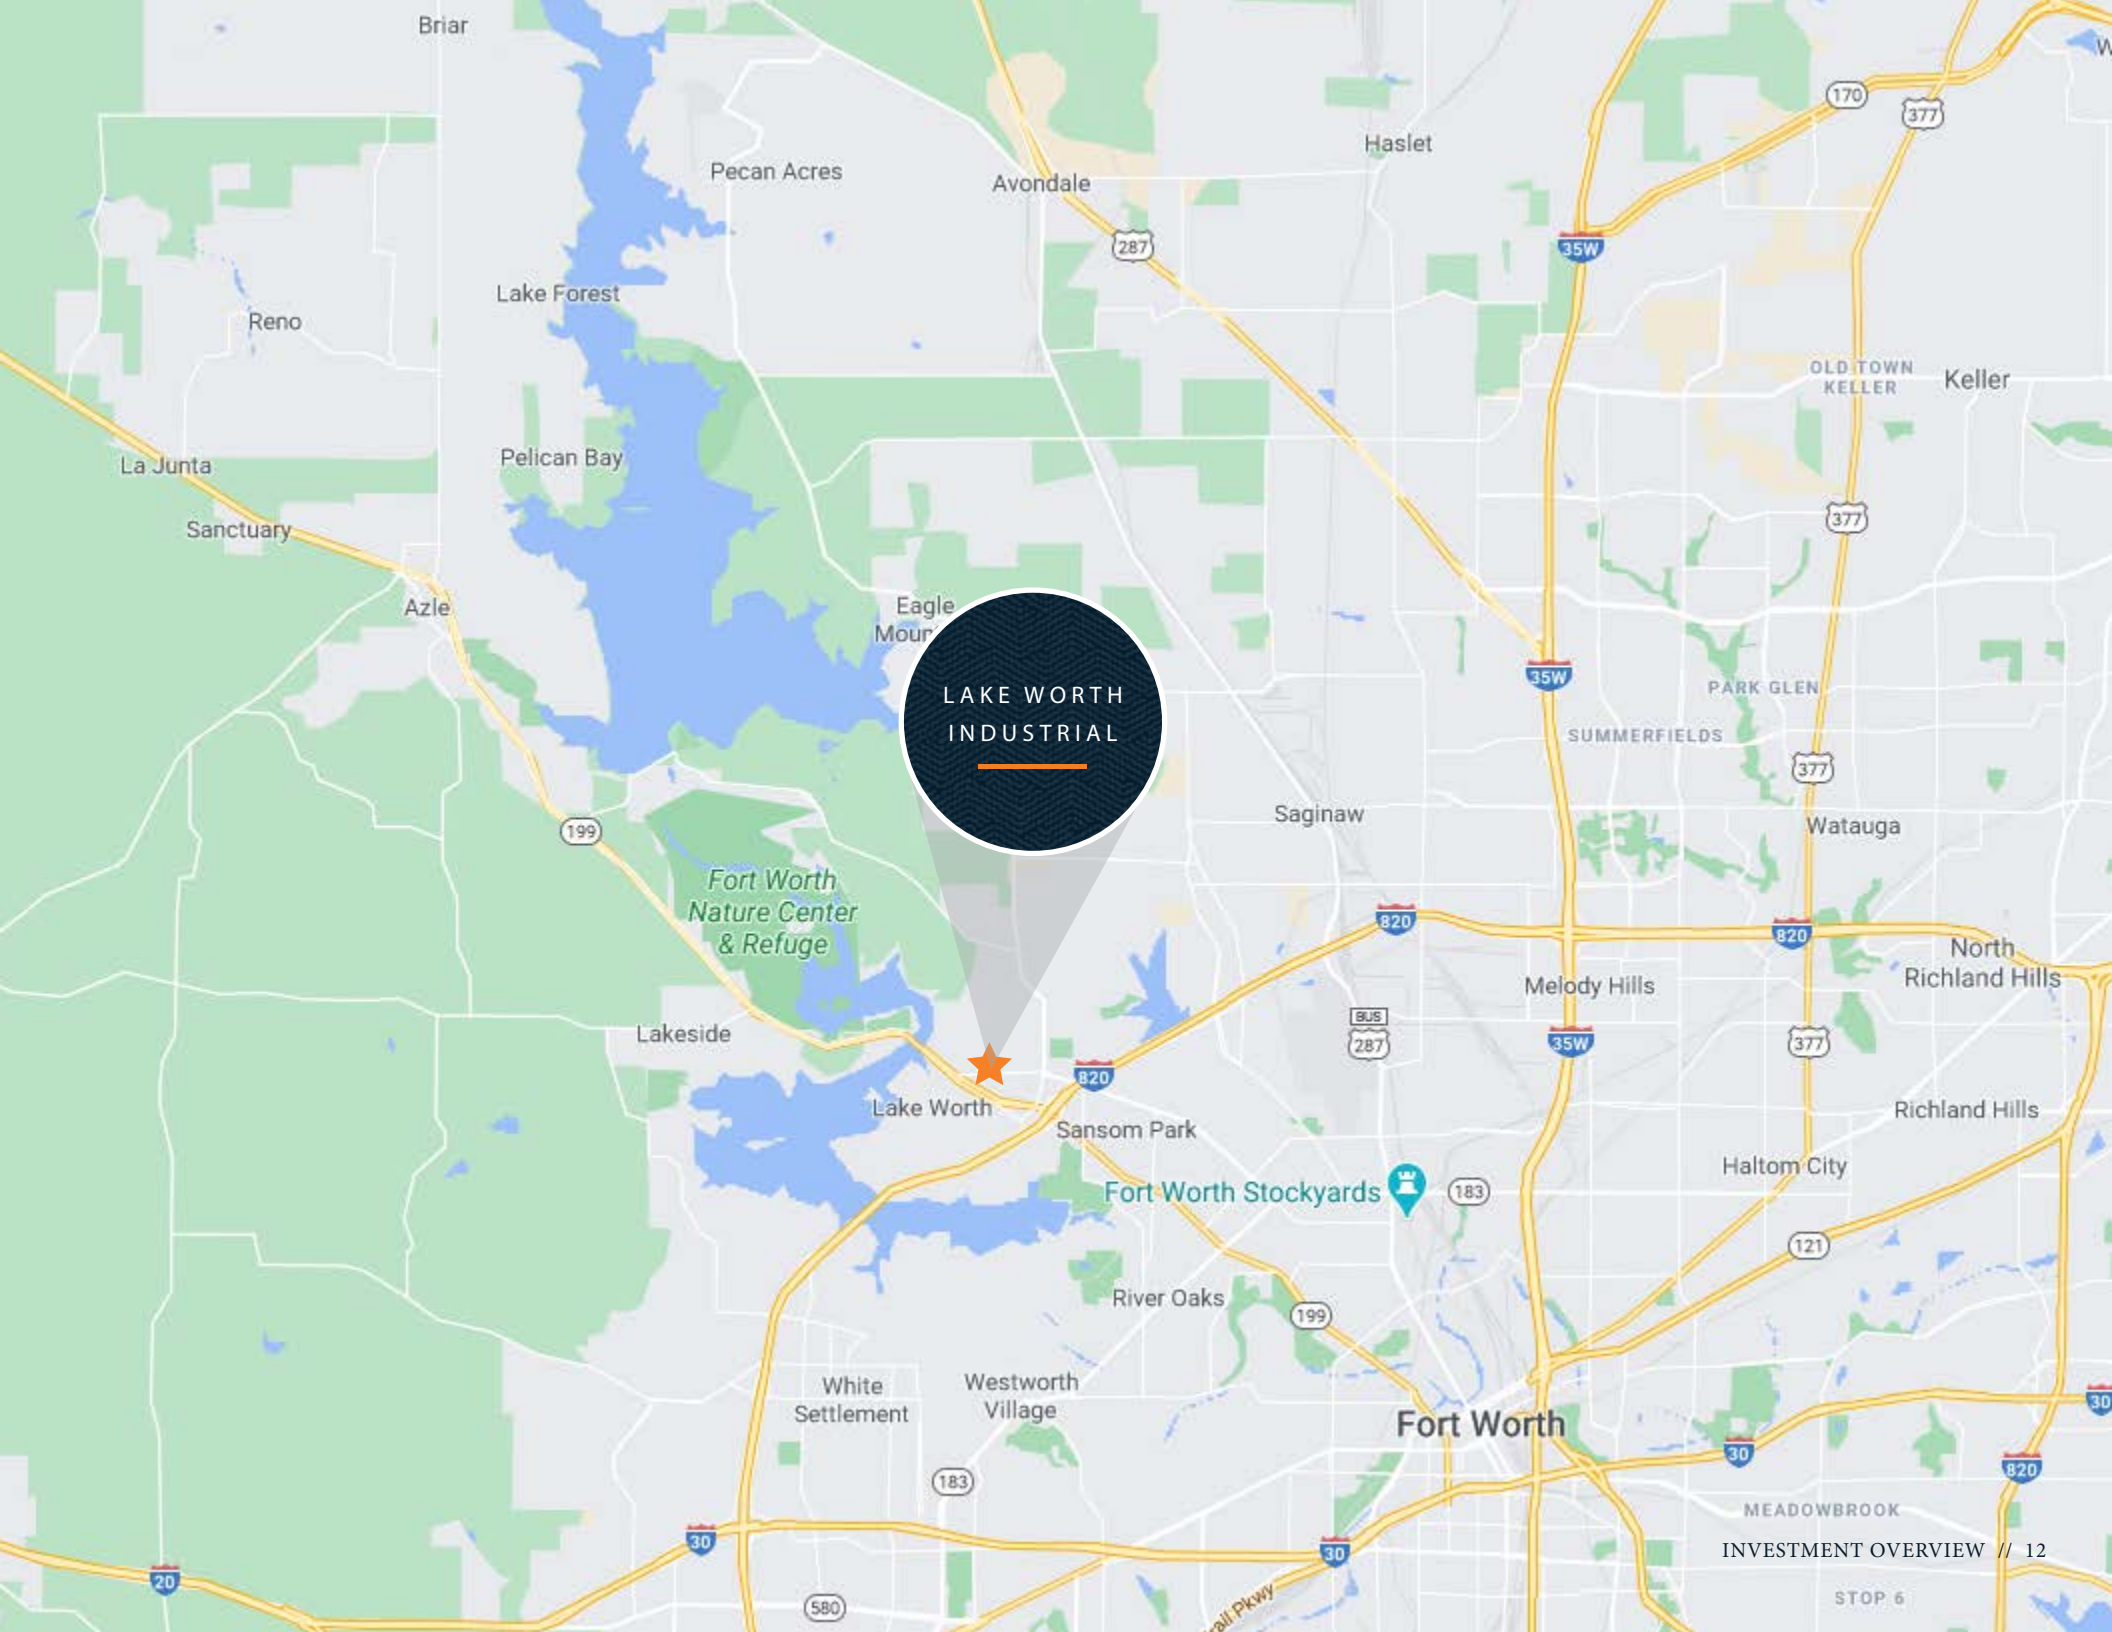 Briar
W
170
377
Haslet
Pecan Acres
Avondale
287
35W
Lake Forest
Reno
OLD TOWN
KELLER
Keller
La Junta
Pelican Bay
377
Sanctuary
Azle
Eagle
Moun
35W
PARK GLEN
LAKE WORTH
INDUSTRIAL
SUMMERFIELDS
377
Saginaw
Watauga
199
Fort Worth
Nature Center
& Refuge
820
820
North
Richland Hills
Melody Hills
Lakeside
BUS
287
35W
377
820
Lake Worth
Sansom Park
Richland Hills
Haltom City
Fort Worth Stockyards
183
121
River Oaks
199
White
Settlement
Westworth
Village
30
Fort Worth
30
820
183
MEADOWBROOK
30
30
INVESTMENT OVERVIEW // 12
20
580
ail Pkwy
STOP 6